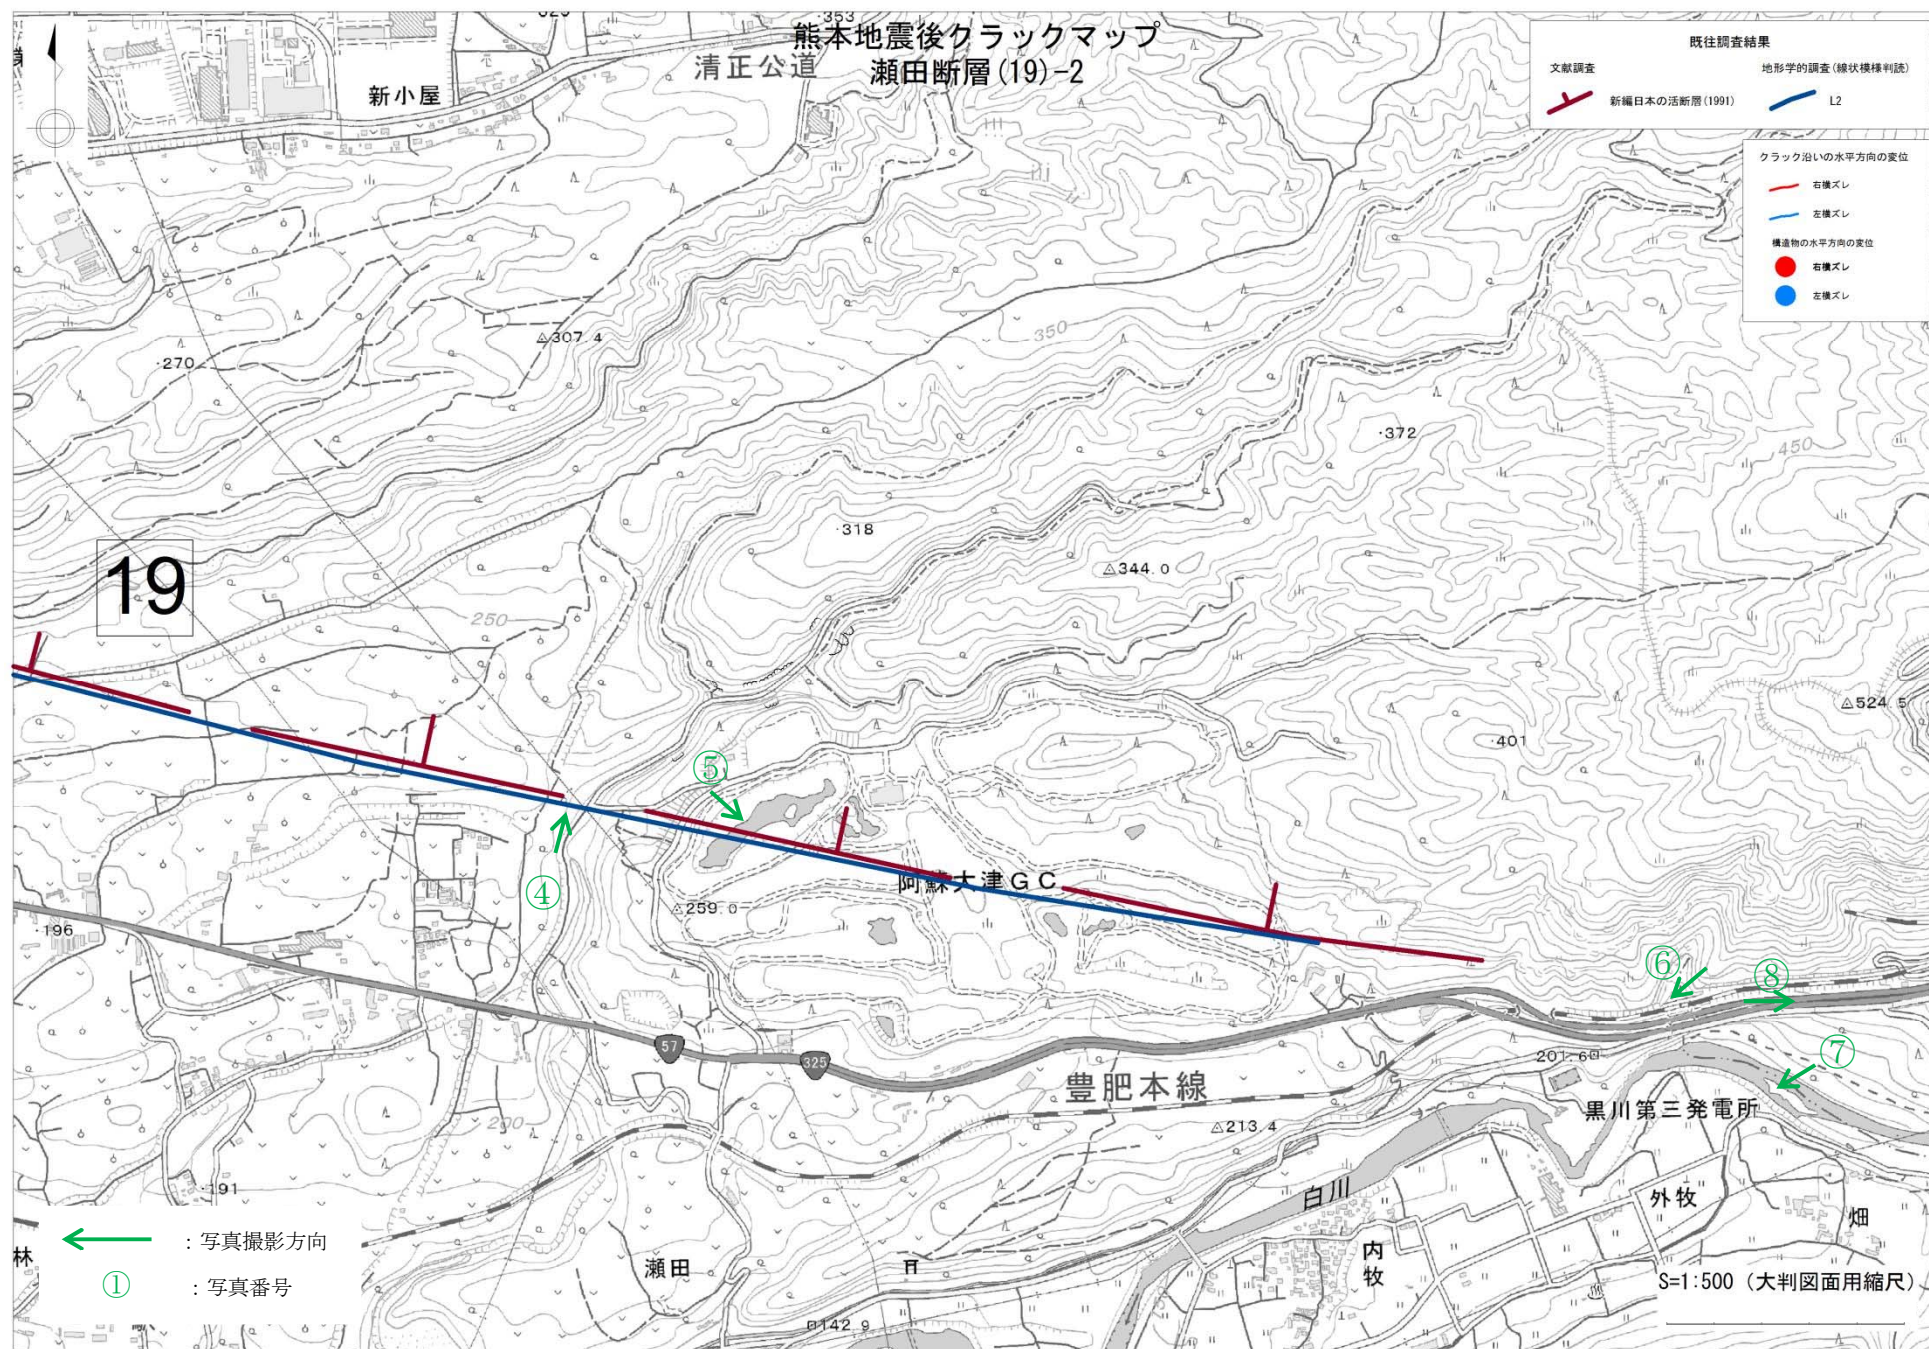 熊本地震後クラックマップ
瀬田断層(19)-2
既往調査結果
文献調査
地形学的調査(線状模様判読)
新編日本の活断層(1991)
L2
クラック沿いの水平方向の変位
右横ズレ
左横ズレ
構造物の水平方向の変位
右横ズレ
左横ズレ
353
清正公道
新小屋
307.4
350
270
372
450
318
344.0
19
250
524.5
401
⑤
④
阿蘇大津GC
259.0
196
⑥
⑧
57
325
201.6
⑦
豊肥本線
黒川第三発電所
200
213.4
191
白川
外牧
畑
内牧
林
瀬田
142.9
：写真撮影方向
①
：写真番号
S=1:500（大判図面用縮尺）